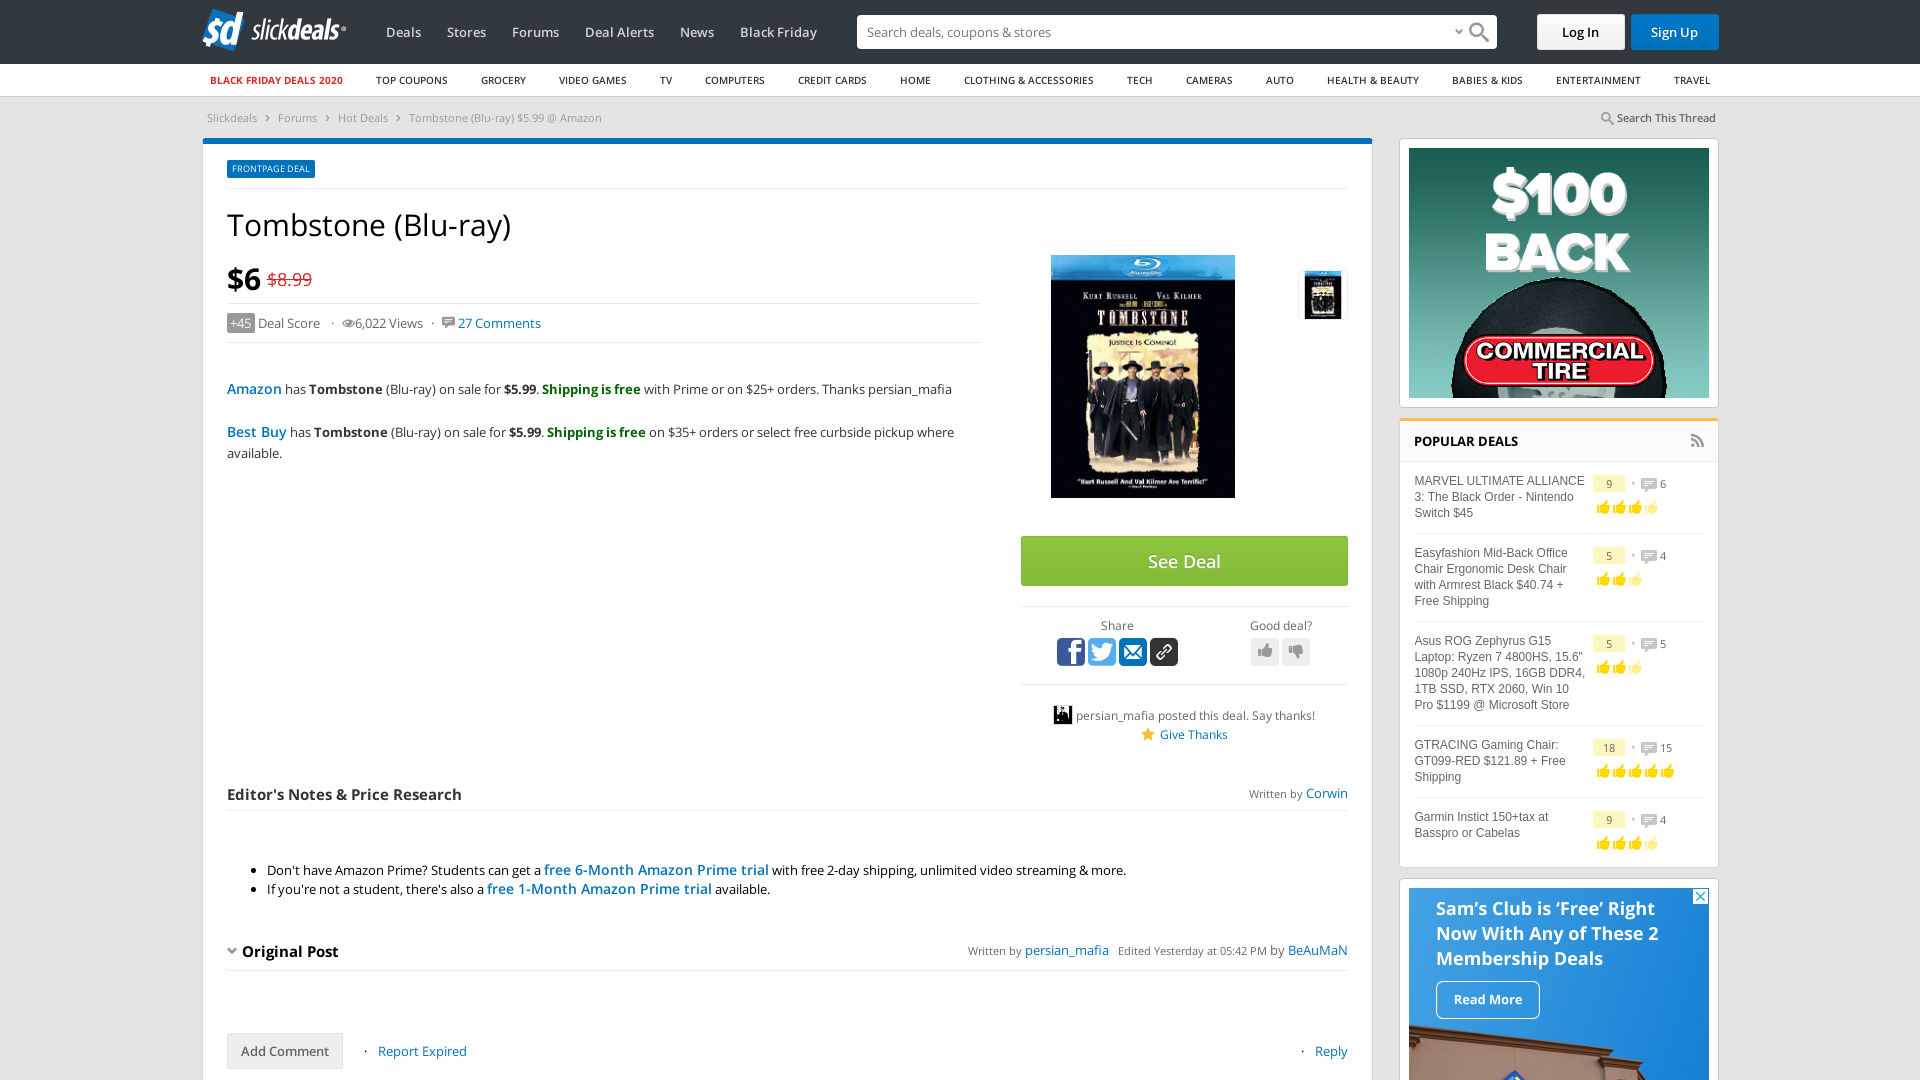 slickdeals
Deals
Stores
Forums
Deal Alerts
News
Black Friday
Search deals, coupons & stores
Log In
Sign Up
BLACK FRIDAY DEALS 2020
TOP COUPONS
GROCERY
VIDEO GAMES
TV
COMPUTERS
CREDIT CARDS
HOME
CLOTHING & ACCESSORIES
TECH
CAMERAS
AUTO
HEALTH & BEAUTY
BABIES & KIDS
ENTERTAINMENT
TRAVEL
Slickdeals > Forums > Hot Deals > Tombstone (Blu-ray) $5.99 @ Amazon
Search This Thread
FRONTPAGE DEAL
Tombstone (Blu-ray)
$6 $8.99
+45 Deal Score · 6,022 Views · 27 Comments
Amazon has Tombstone (Blu-ray) on sale for $5.99. Shipping is free with Prime or on $25+ orders. Thanks persian_mafia
Best Buy has Tombstone (Blu-ray) on sale for $5.99. Shipping is free on $35+ orders or select free curbside pickup where
available.
Blu-ray Disc
KURT RUSSELL VAL KILMER
TOMBSTONE
JUSTICE IS COMING!
"Kurt Russell And Val Kilmer Are Terrific!"
See Deal
Share
Good deal?
persian_mafia posted this deal. Say thanks!
Give Thanks
Editor's Notes & Price Research
Written by Corwin
• Don't have Amazon Prime? Students can get a free 6-Month Amazon Prime trial with free 2-day shipping, unlimited video streaming & more.
• If you're not a student, there's also a free 1-Month Amazon Prime trial available.
Original Post
Written by persian_mafia Edited Yesterday at 05:42 PM by BeAuMaN
Add Comment · Report Expired
· Reply
$100
BACK
COMMERCIAL
TIRE
POPULAR DEALS
MARVEL ULTIMATE ALLIANCE
3: The Black Order - Nintendo
Switch $45
9 • 6
Easyfashion Mid-Back Office
Chair Ergonomic Desk Chair
with Armrest Black $40.74 +
Free Shipping
5 • 4
Asus ROG Zephyrus G15
Laptop: Ryzen 7 4800HS, 15.6"
1080p 240Hz IPS, 16GB DDR4,
1TB SSD, RTX 2060, Win 10
Pro $1199 @ Microsoft Store
5 • 5
GTRACING Gaming Chair:
GT099-RED $121.89 + Free
Shipping
18 • 15
Garmin Instict 150+tax at
Basspro or Cabelas
9 • 4
Sam's Club is 'Free' Right
Now With Any of These 2
Membership Deals
Read More